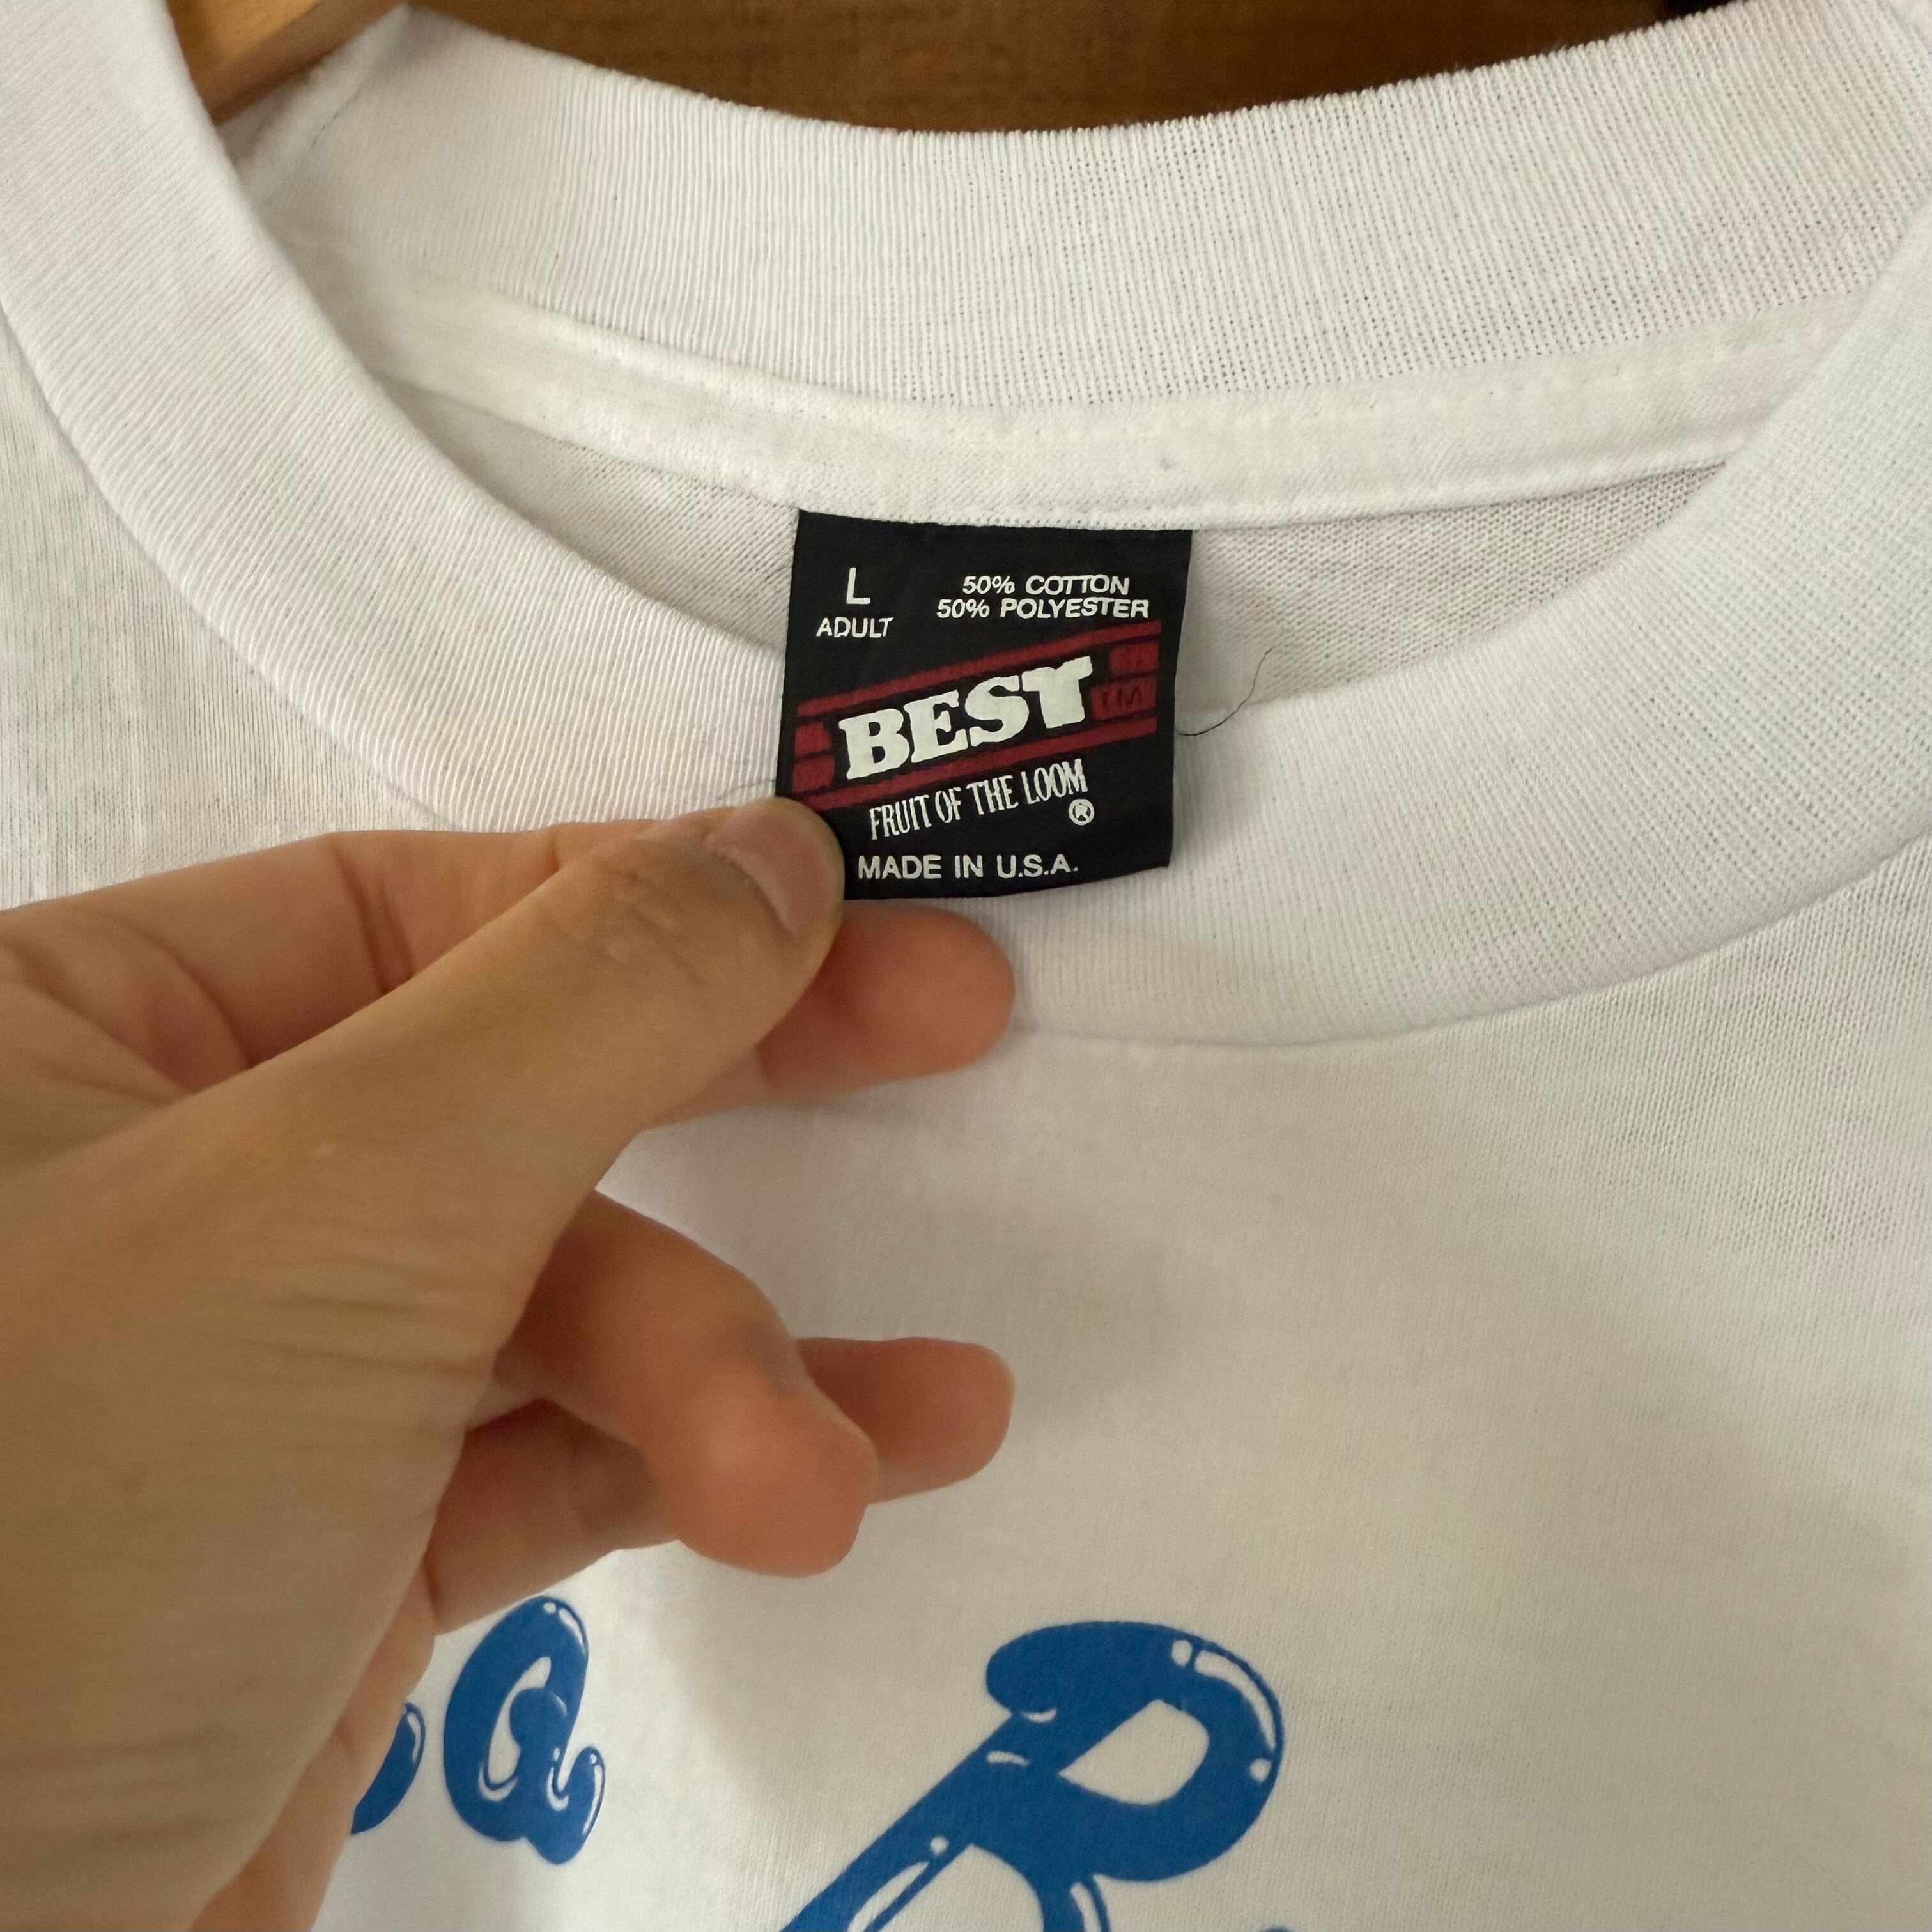 L
ADULT
50% COTTON
50% POLYESTER
BEST
TM
FRUIT OF THE LOOM
®
MADE IN U.S.A.
a R